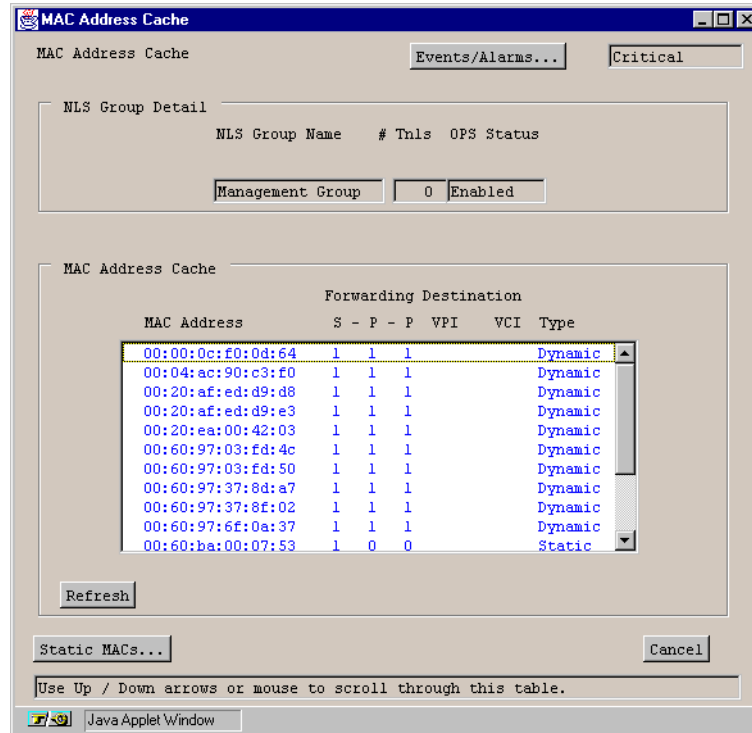 MAC Address Cache
MAC Address Cache Events/Alarms... Critical
NLS Group Detail
NLS Group Name # Tnls OPS Status
Management Group 0 Enabled
MAC Address Cache
Forwarding Destination
MAC Address S - P - P VPI VCI Type
00:00:0c:f0:0d:64 1 1 1 Dynamic
00:04:ac:90:c3:f0 1 1 1 Dynamic
00:20:af:ed:d9:d8 1 1 1 Dynamic
00:20:af:ed:d9:e3 1 1 1 Dynamic
00:20:ea:00:42:03 1 1 1 Dynamic
00:60:97:03:fd:4c 1 1 1 Dynamic
00:60:97:03:fd:50 1 1 1 Dynamic
00:60:97:37:8d:a7 1 1 1 Dynamic
00:60:97:37:8f:02 1 1 1 Dynamic
00:60:97:6f:0a:37 1 1 1 Dynamic
00:60:ba:00:07:53 1 0 0 Static
Refresh
Static MACs... Cancel
Use Up / Down arrows or mouse to scroll through this table.
Java Applet Window